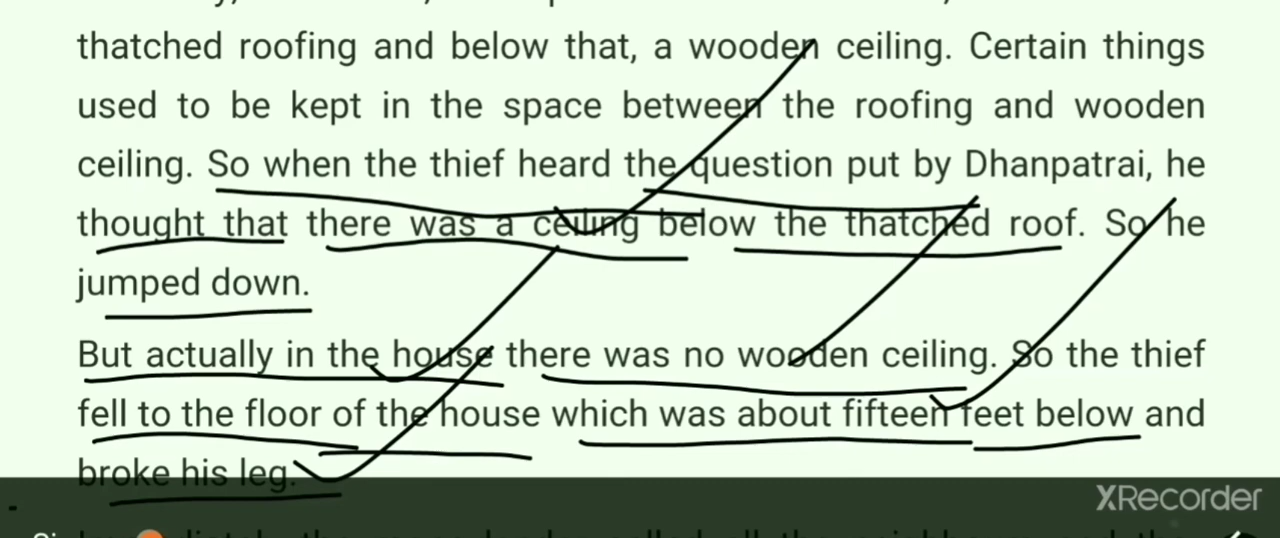 thatched roofing and below that, a wooden ceiling. Certain things
used to be kept in the space between the roofing and wooden
ceiling. So when the thief heard the question put by Dhanpatrai, he
thought that there was a ceiling below the thatched roof. So he
jumped down.
But actually in the house there was no wooden ceiling. So the thief
fell to the floor of the house which was about fifteen feet below and
broke his leg.
XRecorder